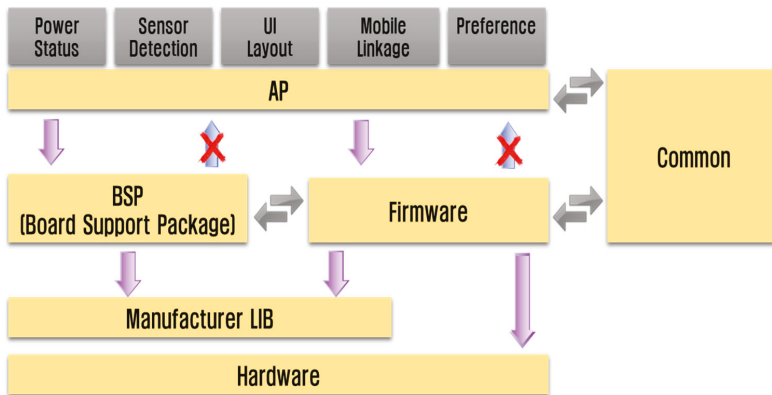 Power
Status
Sensor
Detection
UI
Layout
Mobile
Linkage
Preference
AP
Common
BSP
(Board Support Package)
Firmware
Manufacturer LIB
Hardware